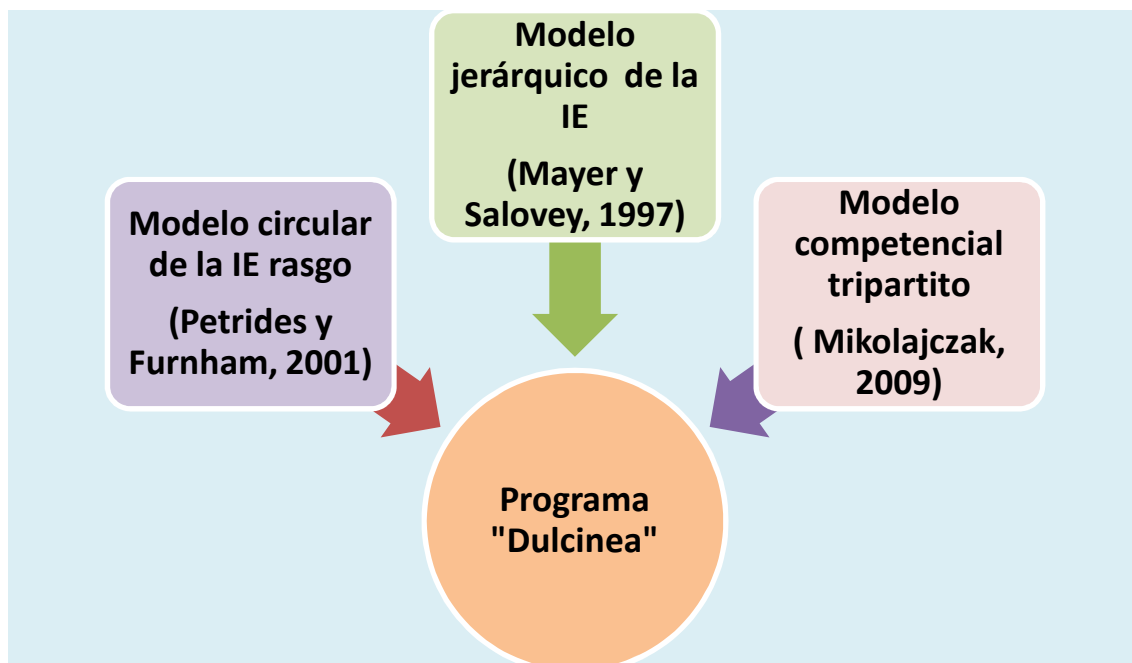 Modelo
jerárquico de la
IE
(Mayer y
Salovey, 1997)
Modelo circular
de la IE rasgo
(Petrides y
Furnham, 2001)
Modelo
competencial
tripartito
( Mikolajczak,
2009)
Programa
"Dulcinea"